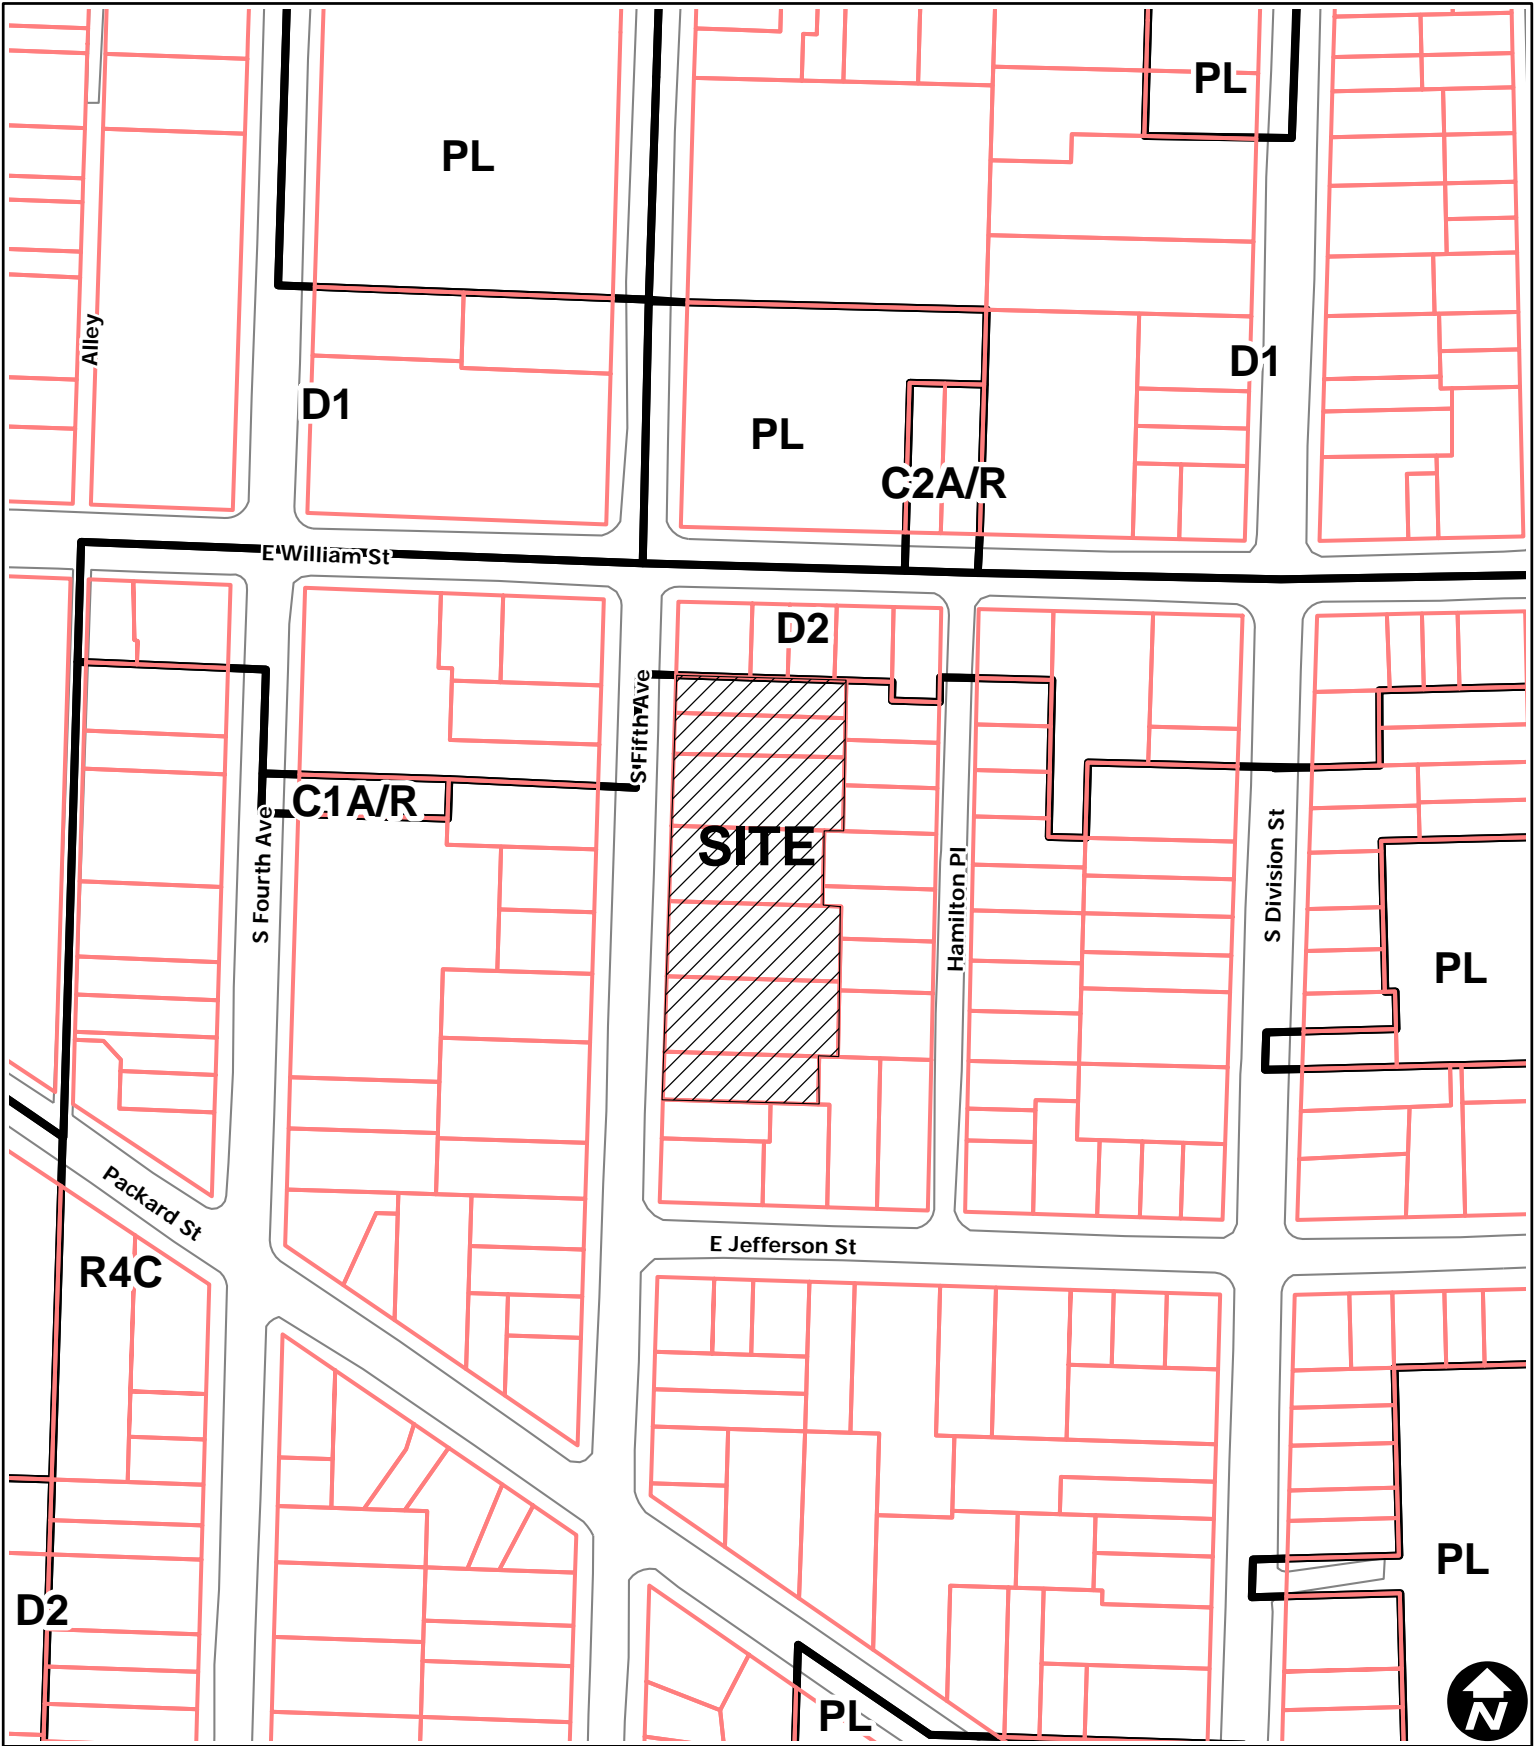 PL
PL
Alley
D1
D1
PL
C2A/R
E William St
D2
S Fifth Ave
C1A/R
SITE
S Fourth Ave
Hamilton Pl
S Division St
PL
Packard St
E Jefferson St
R4C
PL
D2
PL
N